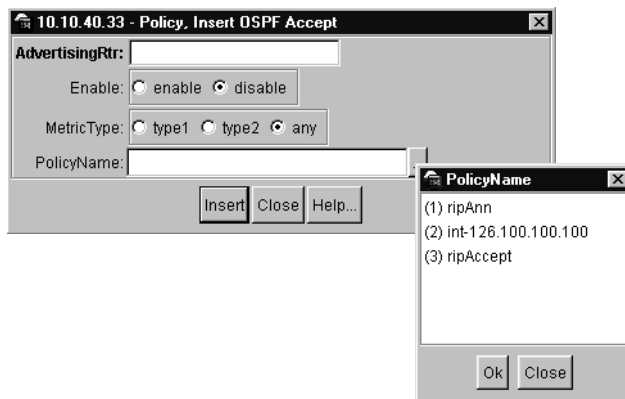 10.10.40.33 - Policy, Insert OSPF Accept
AdvertisingRtr:
Enable: enable disable
MetricType: type1 type2 any
PolicyName:
Insert Close Help...
PolicyName
(1) ripAnn
(2) int-126.100.100.100
(3) ripAccept
Ok Close